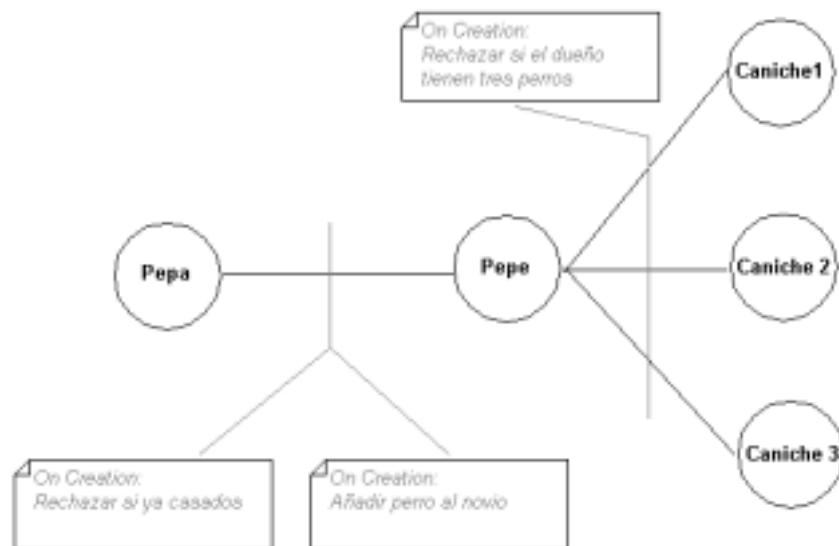 On Creation:
Rechazar si el dueño
tienen tres perros
Caniche1
Pepa
Pepe
Caniche 2
Caniche 3
On Creation:
Rechazar si ya casados
On Creation:
Añadir perro al novio